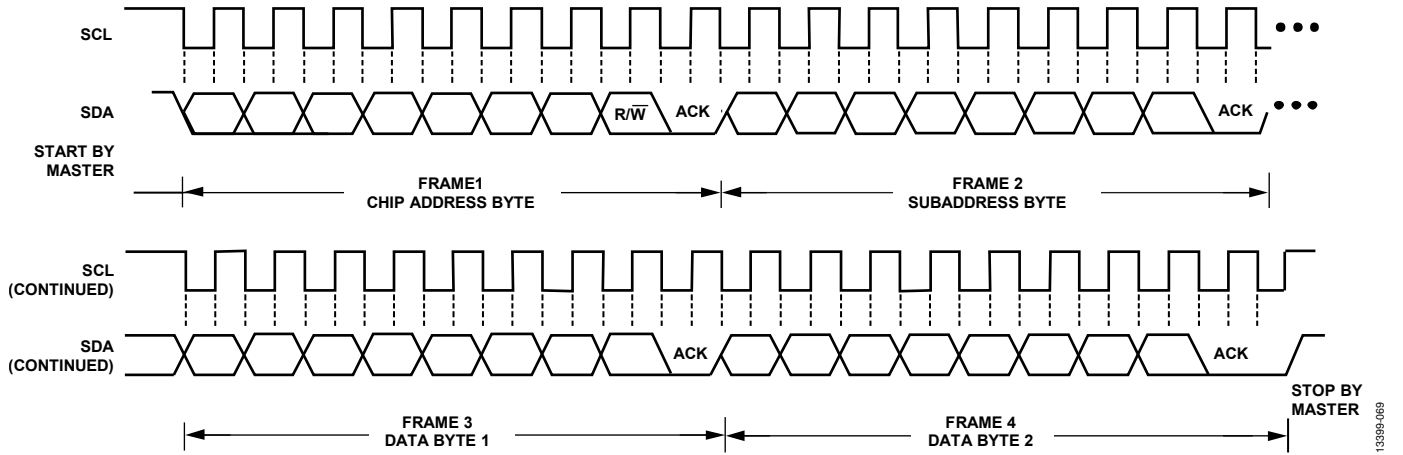 SCL
SDA
R/W̅
ACK
ACK
START BY
MASTER
FRAME1
CHIP ADDRESS BYTE
FRAME 2
SUBADDRESS BYTE
SCL
(CONTINUED)
SDA
(CONTINUED)
ACK
ACK
STOP BY
MASTER
FRAME 3
DATA BYTE 1
FRAME 4
DATA BYTE 2
13399-069